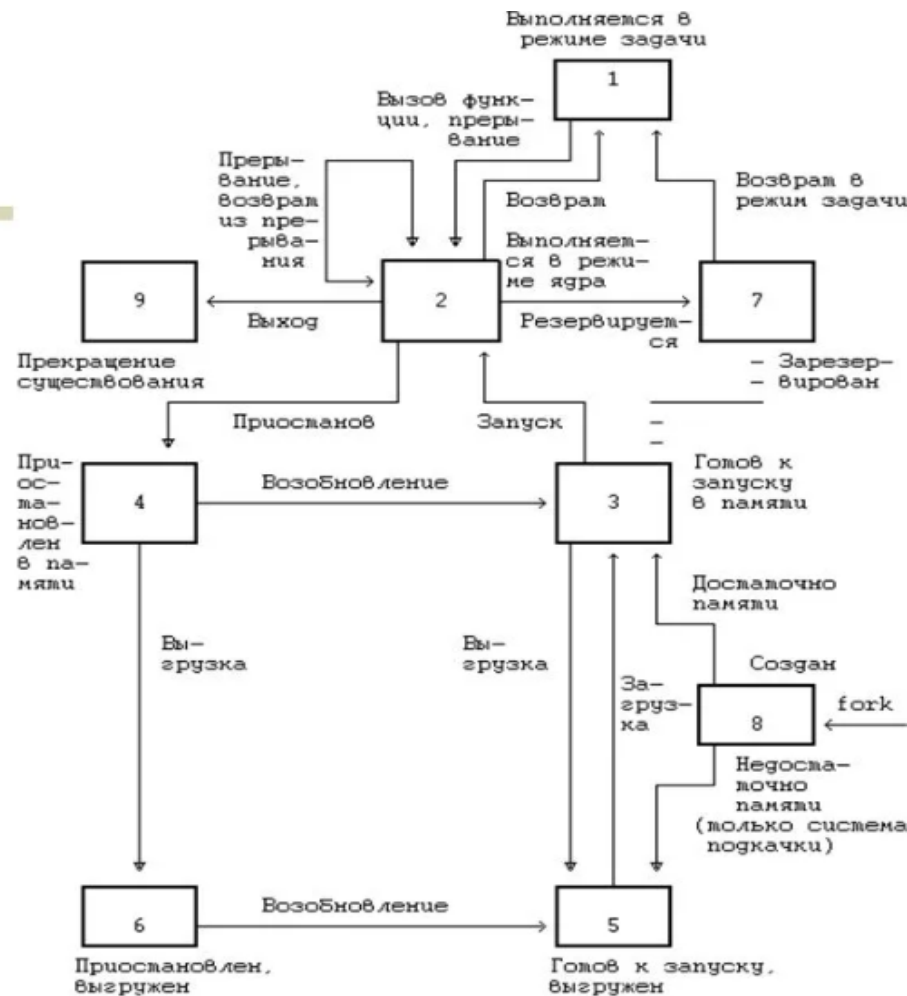 Выполняется в
режиме задачи
1
Вызов функ-
ции, преры-
вание
Преры-
вание,
возврат
из пре-
рыва-
ния
Возврат
Возврат в
режим задачи
Выполняет-
ся в режи-
ме ядра
9
2
7
Выход
Резервирует-
ся
Прекращение
существования
- Зарезер-
- вирован
Приостанов
Запуск
-
-
При-
ос-
та-
нов-
лен
в па-
мяти
4
Возобновление
3
Готов к
запуску
в памяти
Достаточно
памяти
Вы-
грузка
Вы-
грузка
За-
груз-
ка
Создан
8
fork
Недоста-
точно
памяти
(только система
подкачки)
6
Возобновление
5
Приостановлен,
выгружен
Готов к запуску,
выгружен